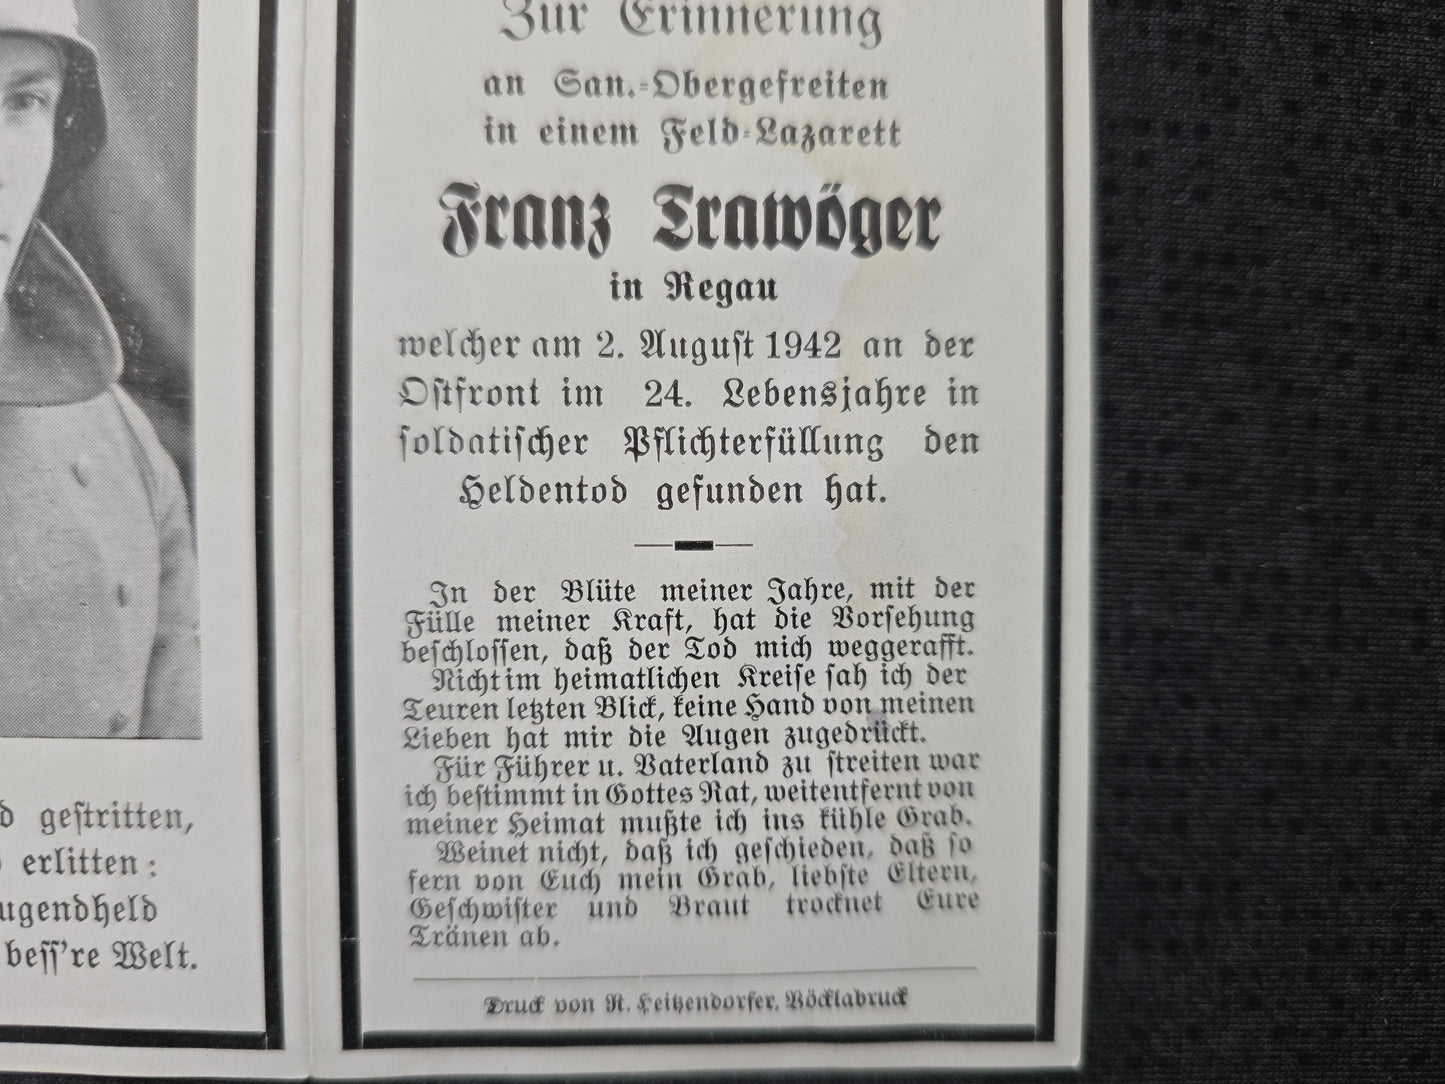 d gestritten,
erlitten:
ugendheld
bess're Welt.
Zur Erinnerung
an San.-Obergefreiten
in einem Feld-Lazarett
Franz Trawöger
in Regau
welcher am 2. August 1942 an der
Ostfront im 24. Lebensjahre in
soldatischer Pflichterfüllung den
Heldentod gefunden hat.
In der Blüte meiner Jahre, mit der
Fülle meiner Kraft, hat die Vorsehung
beschlossen, daß der Tod mich weggerafft.
Nicht im heimatlichen Kreise sah ich der
Teuren letzten Blick, keine Hand von meinen
Lieben hat mir die Augen zugedrückt.
Für Führer u. Vaterland zu streiten war
ich bestimmt in Gottes Rat, weit entfernt von
meiner Heimat mußte ich ins kühle Grab.
Weinet nicht, daß ich geschieden, daß so
fern von Euch mein Grab, liebste Eltern,
Geschwister und Braut trocknet Eure
Tränen ab.
Druck von R. Heitzendorfer, Vöcklabruck